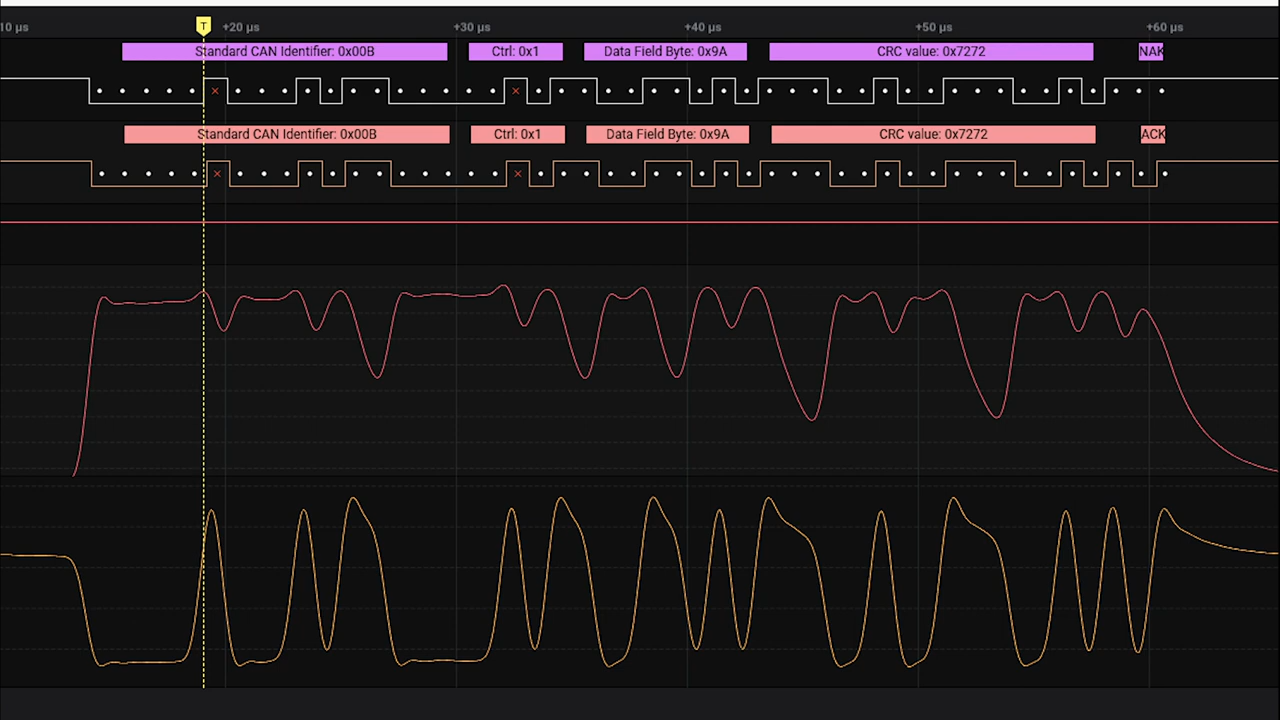 10 µs +20 µs +30 µs +40 µs +50 µs +60 µs
T
Standard CAN Identifier: 0x00B Ctrl: 0x1 Data Field Byte: 0x9A CRC value: 0x7272 NAK
Standard CAN Identifier: 0x00B Ctrl: 0x1 Data Field Byte: 0x9A CRC value: 0x7272 ACK